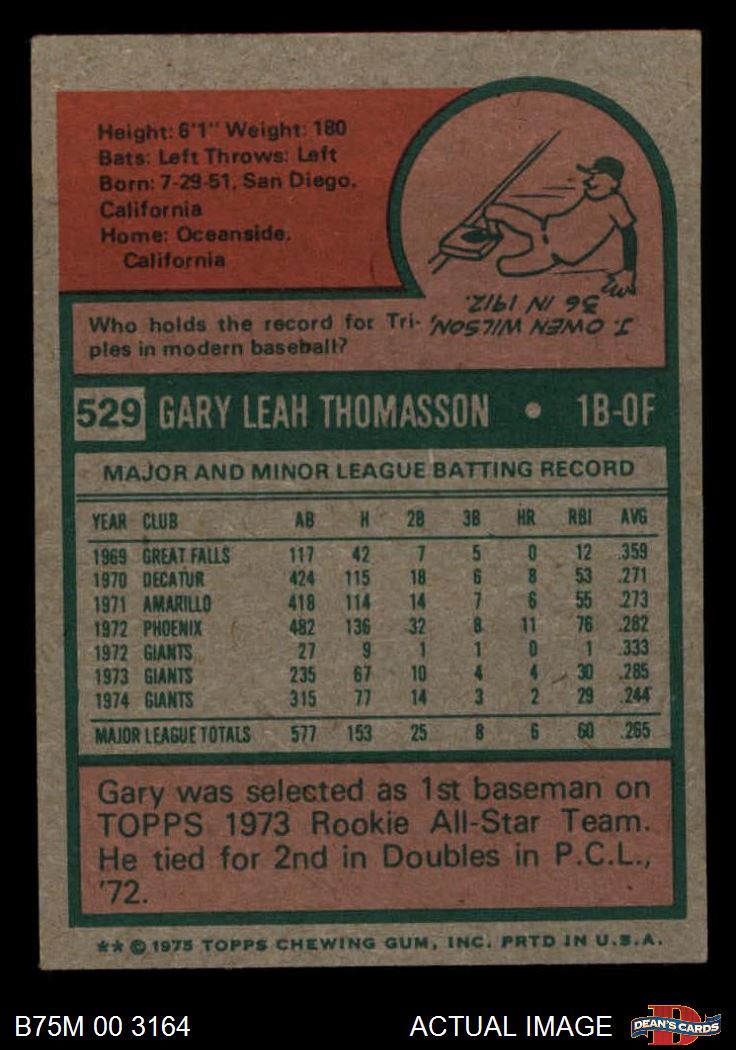 Height: 6'1" Weight: 180
Bats: Left Throws: Left
Born: 7-29-51, San Diego,
California
Home: Oceanside,
California
Who holds the record for Tri-
ples in modern baseball?
J. OWEN WILSON,
36 IN 1912.
529 GARY LEAH THOMASSON • 1B-OF
MAJOR AND MINOR LEAGUE BATTING RECORD
YEAR CLUB AB H 2B 3B HR RBI AVG
1969 GREAT FALLS 117 42 7 5 0 12 .359
1970 DECATUR 424 115 18 6 8 53 .271
1971 AMARILLO 418 114 14 7 6 55 .273
1972 PHOENIX 482 136 32 8 11 76 .282
1972 GIANTS 27 9 1 1 0 1 .333
1973 GIANTS 235 67 10 4 4 30 .285
1974 GIANTS 315 77 14 3 2 29 .244
MAJOR LEAGUE TOTALS 577 153 25 8 6 60 .265
Gary was selected as 1st baseman on
TOPPS 1973 Rookie All-Star Team.
He tied for 2nd in Doubles in P.C.L.,
'72.
** © 1975 TOPPS CHEWING GUM, INC. PRTD IN U.S.A.
B75M 00 3164 ACTUAL IMAGE D DEAN'S CARDS